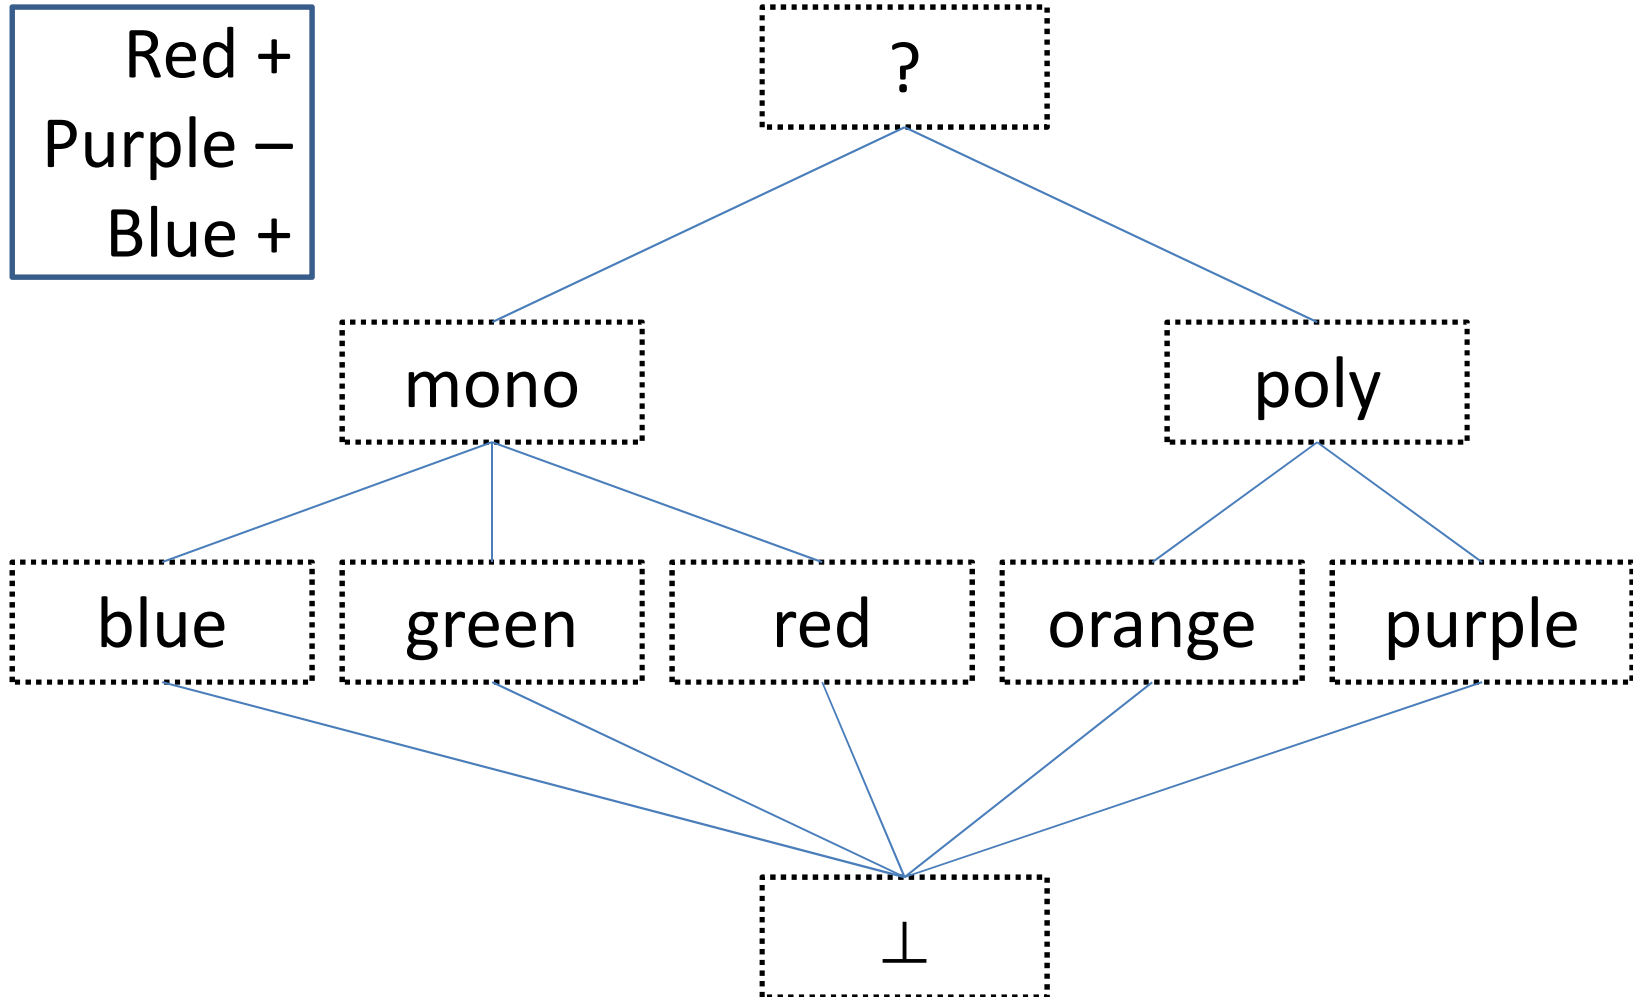 Red +
Purple –
Blue +
?
mono
poly
blue
green
red
orange
purple
⊥